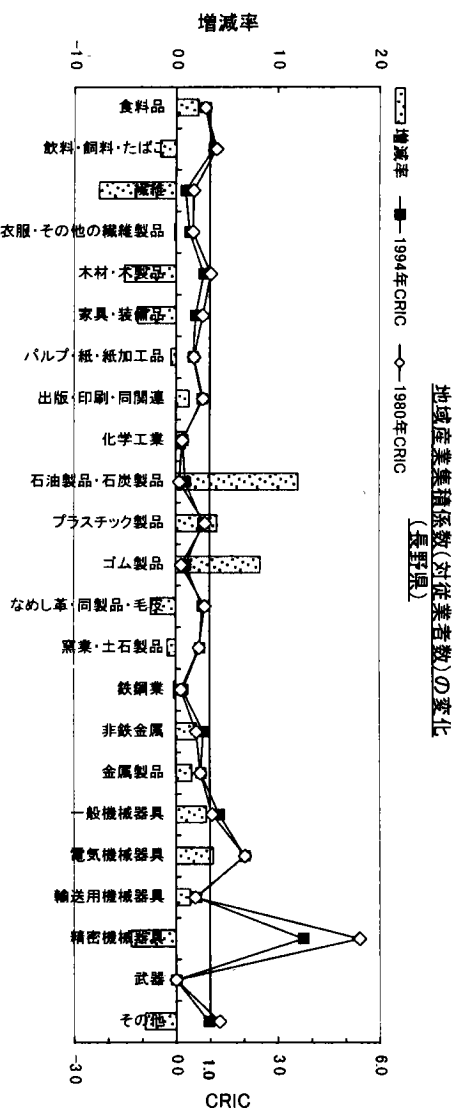 地域産業集積係数(対従業者数)の変化
(長野県)
増減率 1994年CRIC 1980年CRIC
増減率
-1.0 0.0 1.0 2.0
食料品
飲料・飼料・たばこ
繊維
衣服・その他の繊維製品
木材・木製品
家具・装備品
パルプ・紙・紙加工品
出版・印刷・同関連
化学工業
石油製品・石炭製品
プラスチック製品
ゴム製品
なめし革・同製品・毛皮
窯業・土石製品
鉄鋼業
非鉄金属
金属製品
一般機械器具
電気機械器具
輸送用機械器具
精密機械器具
武器
その他
-3.0 0.0 1.0 3.0 6.0
CRIC